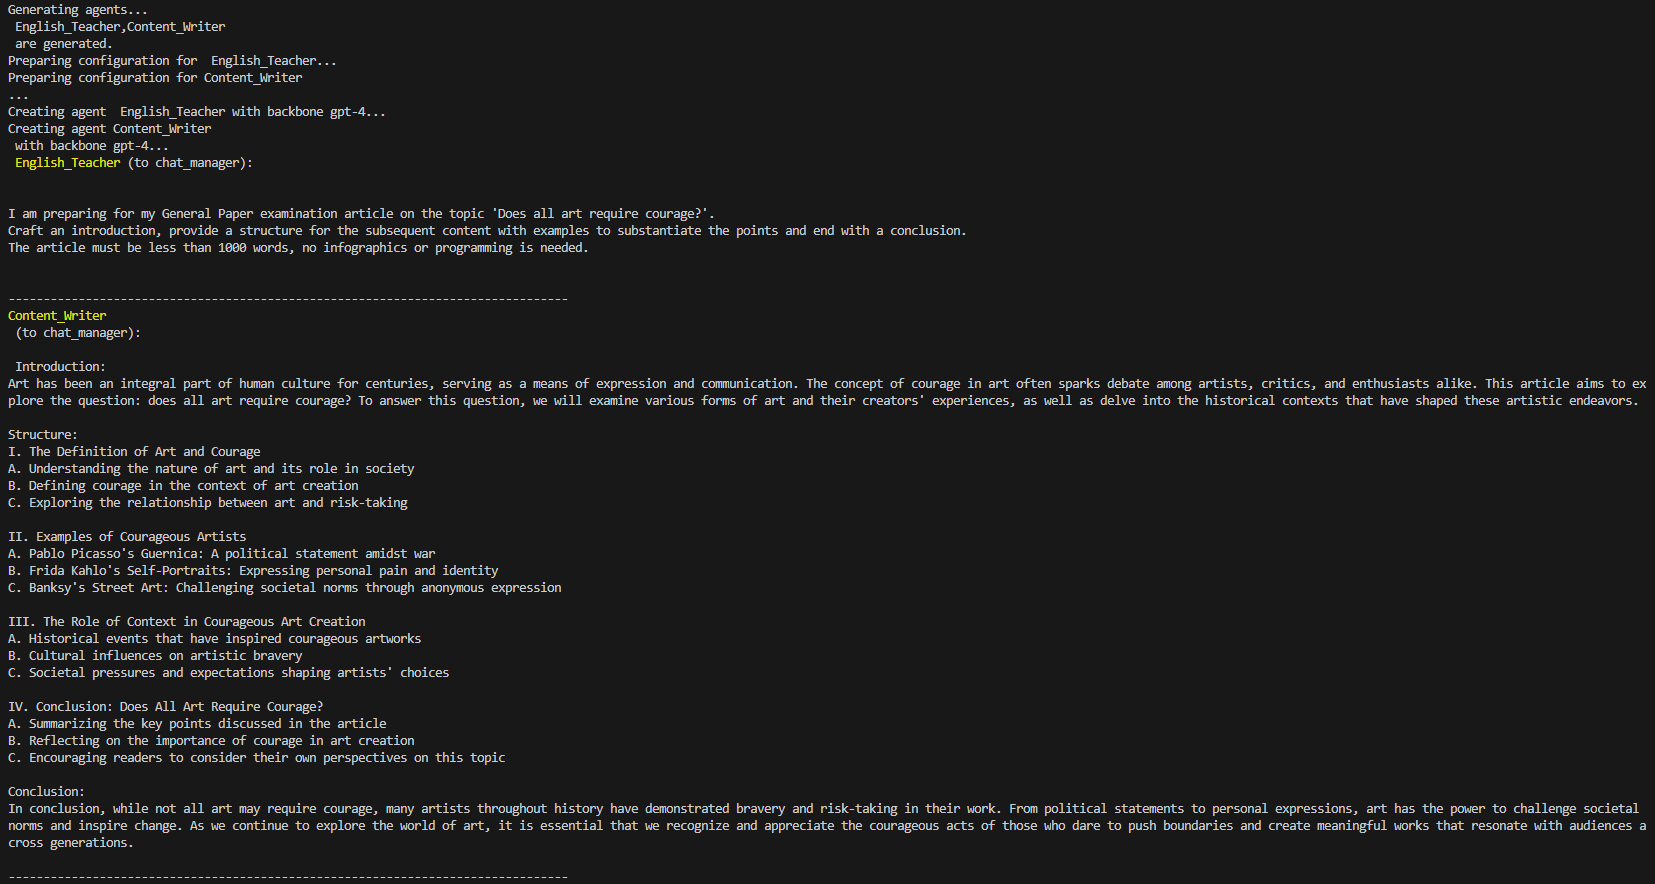 Generating agents...
English_Teacher,Content_Writer
are generated.
Preparing configuration for  English_Teacher...
Preparing configuration for Content_Writer
...
Creating agent  English_Teacher with backbone gpt-4...
Creating agent Content_Writer
with backbone gpt-4...
English_Teacher (to chat_manager):
I am preparing for my General Paper examination article on the topic 'Does all art require courage?'.
Craft an introduction, provide a structure for the subsequent content with examples to substantiate the points and end with a conclusion.
The article must be less than 1000 words, no infographics or programming is needed.
--------------------------------------------------------------------------------
Content_Writer
(to chat_manager):
Introduction:
Art has been an integral part of human culture for centuries, serving as a means of expression and communication. The concept of courage in art often sparks debate among artists, critics, and enthusiasts alike. This article aims to ex
plore the question: does all art require courage? To answer this question, we will examine various forms of art and their creators' experiences, as well as delve into the historical contexts that have shaped these artistic endeavors.
Structure:
I. The Definition of Art and Courage
A. Understanding the nature of art and its role in society
B. Defining courage in the context of art creation
C. Exploring the relationship between art and risk-taking
II. Examples of Courageous Artists
A. Pablo Picasso's Guernica: A political statement amidst war
B. Frida Kahlo's Self-Portraits: Expressing personal pain and identity
C. Banksy's Street Art: Challenging societal norms through anonymous expression
III. The Role of Context in Courageous Art Creation
A. Historical events that have inspired courageous artworks
B. Cultural influences on artistic bravery
C. Societal pressures and expectations shaping artists' choices
IV. Conclusion: Does All Art Require Courage?
A. Summarizing the key points discussed in the article
B. Reflecting on the importance of courage in art creation
C. Encouraging readers to consider their own perspectives on this topic
Conclusion:
In conclusion, while not all art may require courage, many artists throughout history have demonstrated bravery and risk-taking in their work. From political statements to personal expressions, art has the power to challenge societal
norms and inspire change. As we continue to explore the world of art, it is essential that we recognize and appreciate the courageous acts of those who dare to push boundaries and create meaningful works that resonate with audiences a
cross generations.
--------------------------------------------------------------------------------